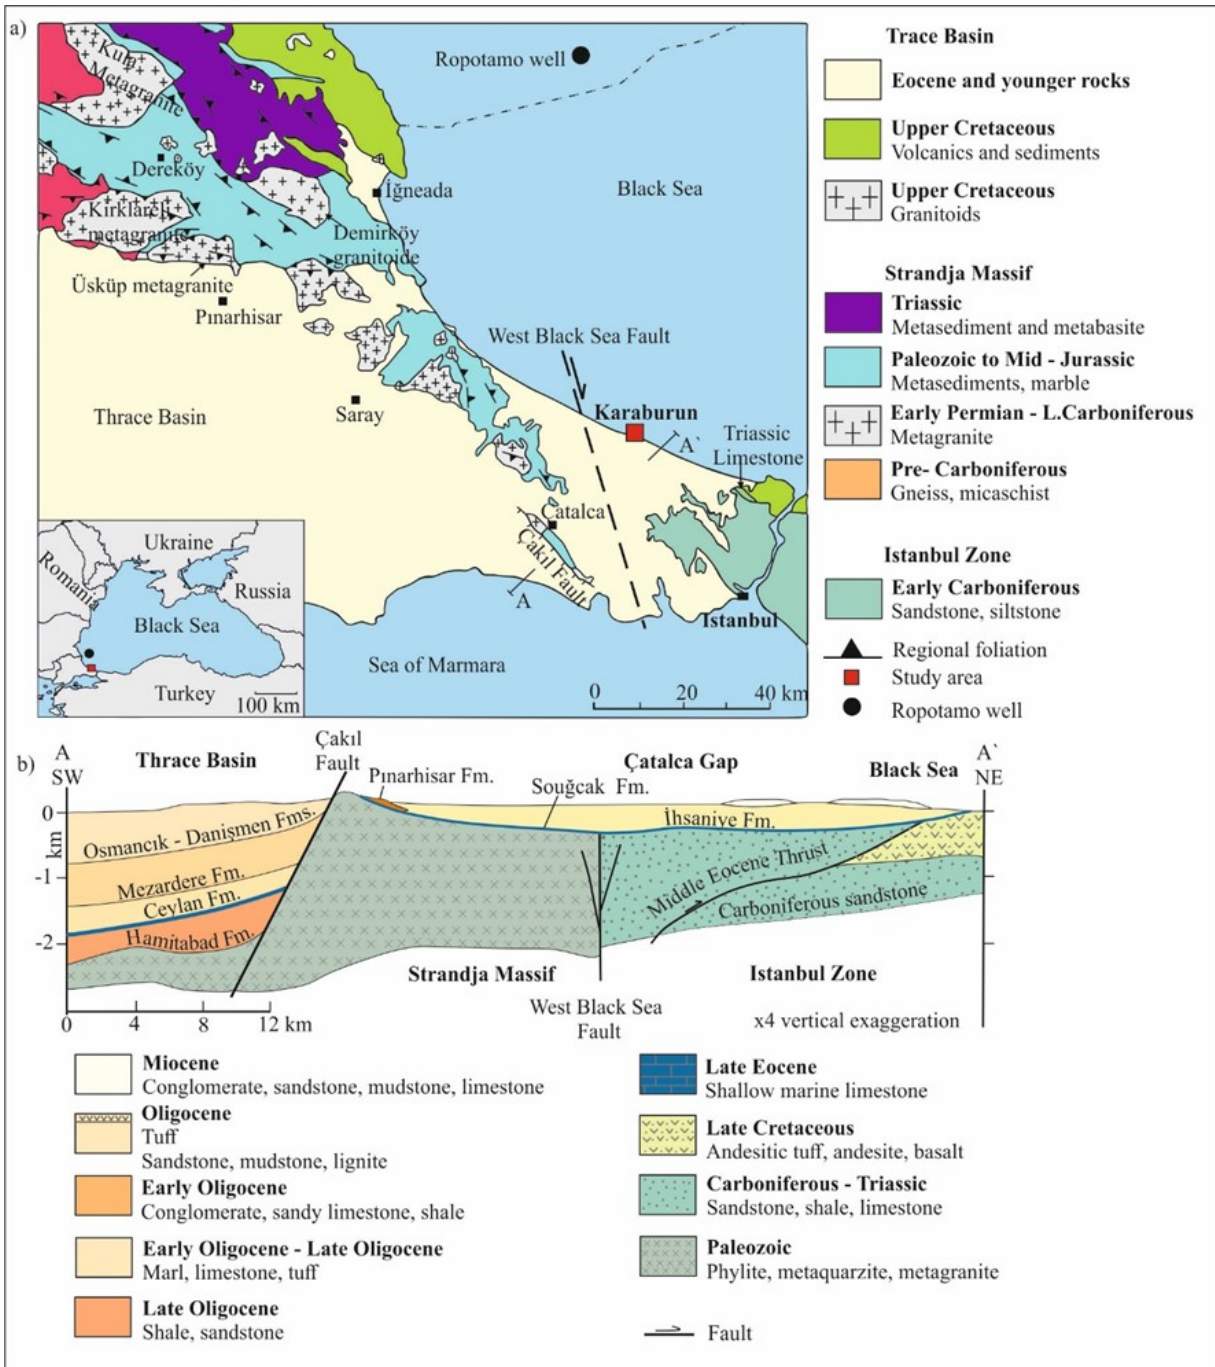 a)
Ropotamo well
Kula
Metagranite
Dereköy
Black Sea
İğneada
Kirklareli
metagranite
Demirköy
granitoide
Üsküp metagranite
Pınarhisar
West Black Sea Fault
Thrace Basin
Saray
Karaburun
A`
Triassic
Limestone
Çatalca
Çakıl Fault
A
Istanbul
Sea of Marmara
0 20 40 km
Ukraine
Romania
Russia
Black Sea
Turkey
100 km
Trace Basin
Eocene and younger rocks
Upper Cretaceous
Volcanics and sediments
Upper Cretaceous
Granitoids
Strandja Massif
Triassic
Metasediment and metabasite
Paleozoic to Mid - Jurassic
Metasediments, marble
Early Permian - L.Carboniferous
Metagranite
Pre- Carboniferous
Gneiss, micaschist
Istanbul Zone
Early Carboniferous
Sandstone, siltstone
Regional foliation
Study area
Ropotamo well
b)
A
SW
Thrace Basin
Çakıl
Fault
Pınarhisar Fm.
Souğcak Fm.
Çatalca Gap
Black Sea
A`
NE
0
km
-1
-2
Osmancık - Danişmen Fms.
Mezardere Fm.
Ceylan Fm.
Hamitabad Fm.
İhsaniye Fm.
Middle Eocene Thrust
Carboniferous sandstone
Strandja Massif
Istanbul Zone
West Black Sea
Fault
x4 vertical exaggeration
0 4 8 12 km
Miocene
Conglomerate, sandstone, mudstone, limestone
Oligocene
Tuff
Sandstone, mudstone, lignite
Early Oligocene
Conglomerate, sandy limestone, shale
Early Oligocene - Late Oligocene
Marl, limestone, tuff
Late Oligocene
Shale, sandstone
Late Eocene
Shallow marine limestone
Late Cretaceous
Andesitic tuff, andesite, basalt
Carboniferous - Triassic
Sandstone, shale, limestone
Paleozoic
Phylite, metaquarzite, metagranite
Fault